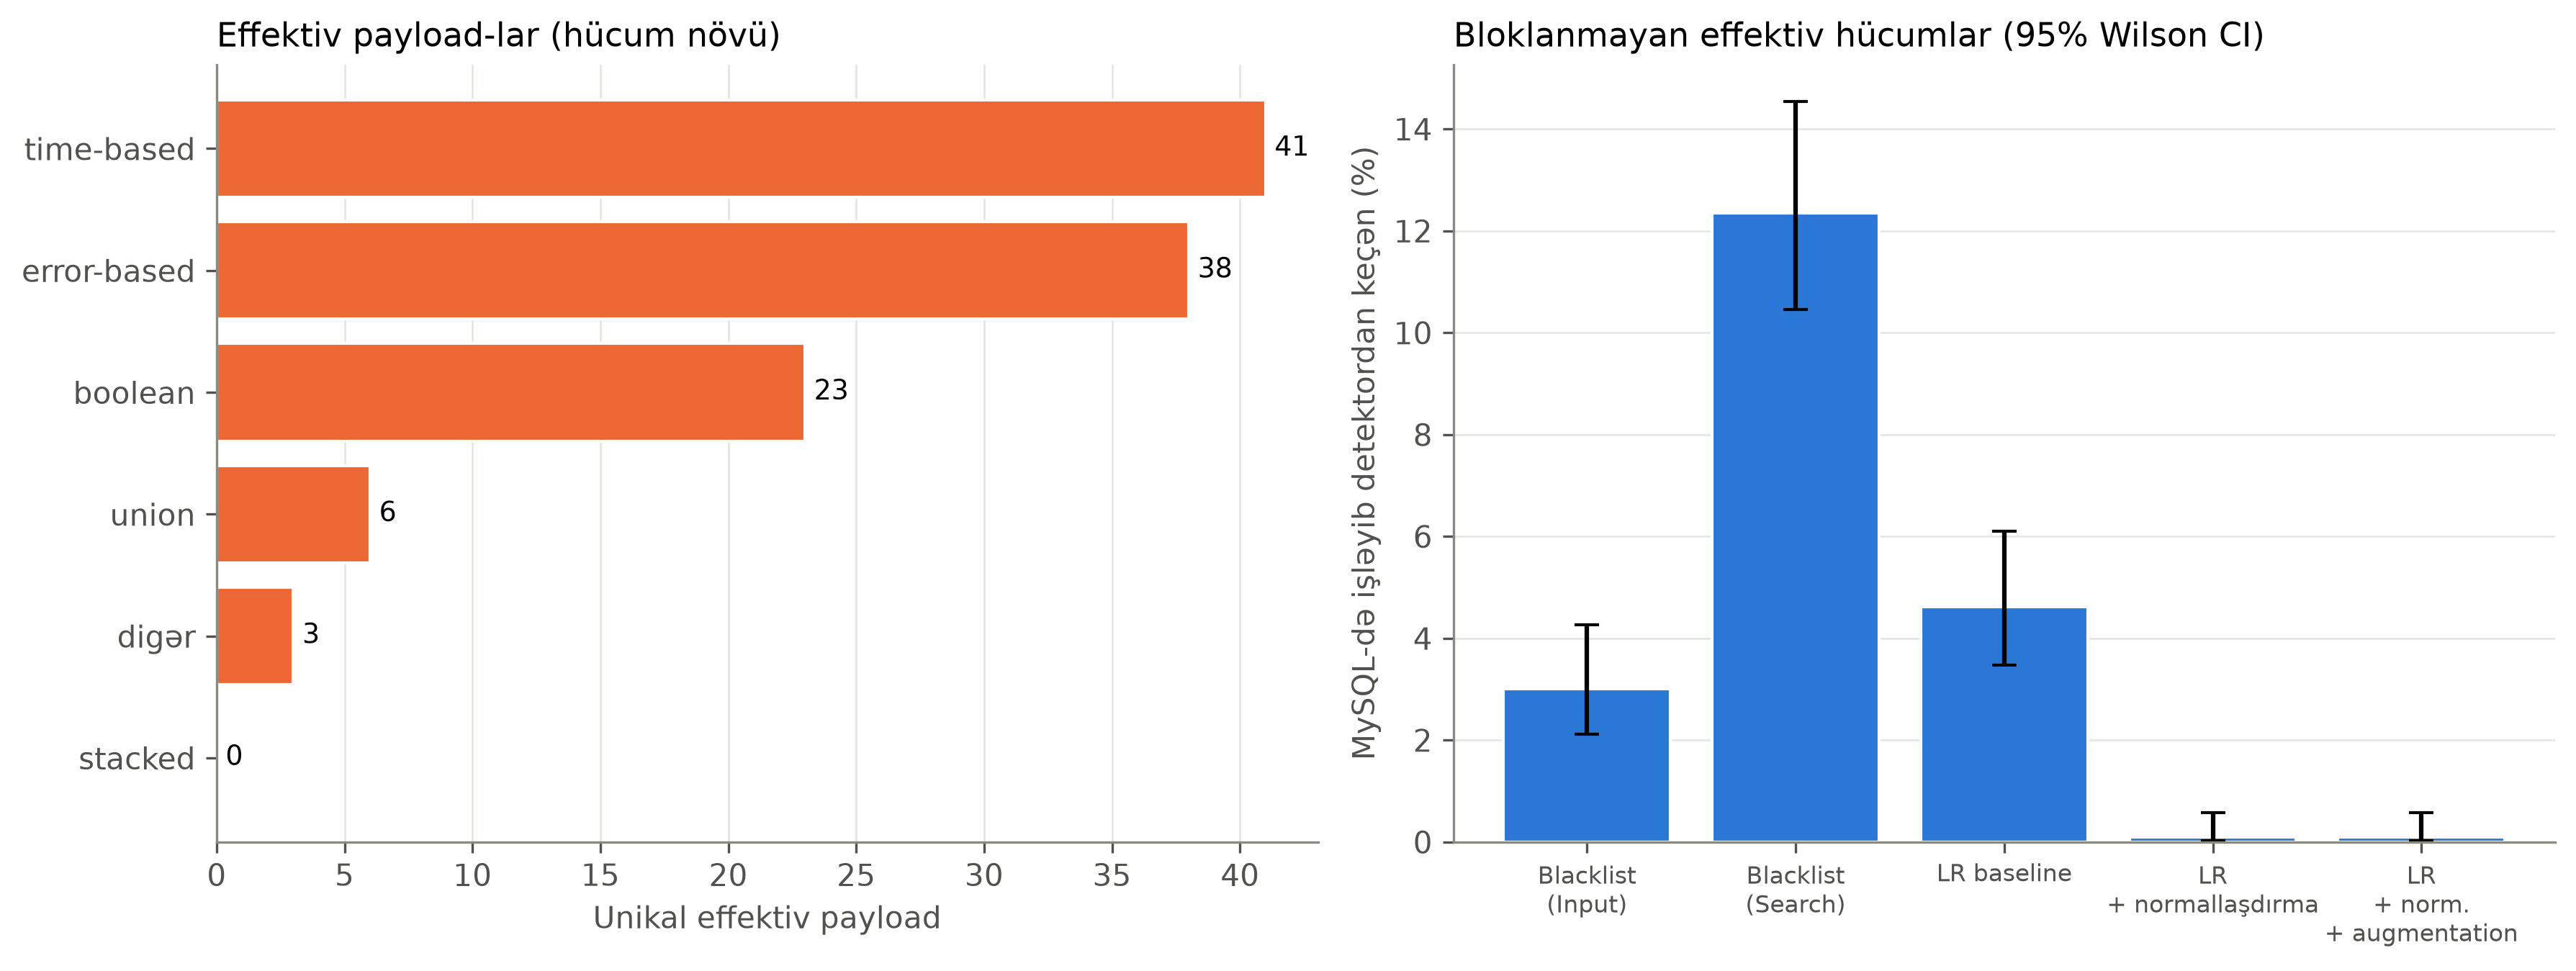 Effektiv payload-lar (hücum növü)
time-based
41
error-based
38
boolean
23
union
6
digər
3
stacked
0
0 5 10 15 20 25 30 35 40
Unikal effektiv payload
Bloklanmayan effektiv hücumlar (95% Wilson CI)
MySQL-də işləyib detektordan keçən (%)
14
12
10
8
6
4
2
0
Blacklist
(Input)
Blacklist
(Search)
LR baseline
LR
+ normallaşdırma
LR
+ norm.
+ augmentation